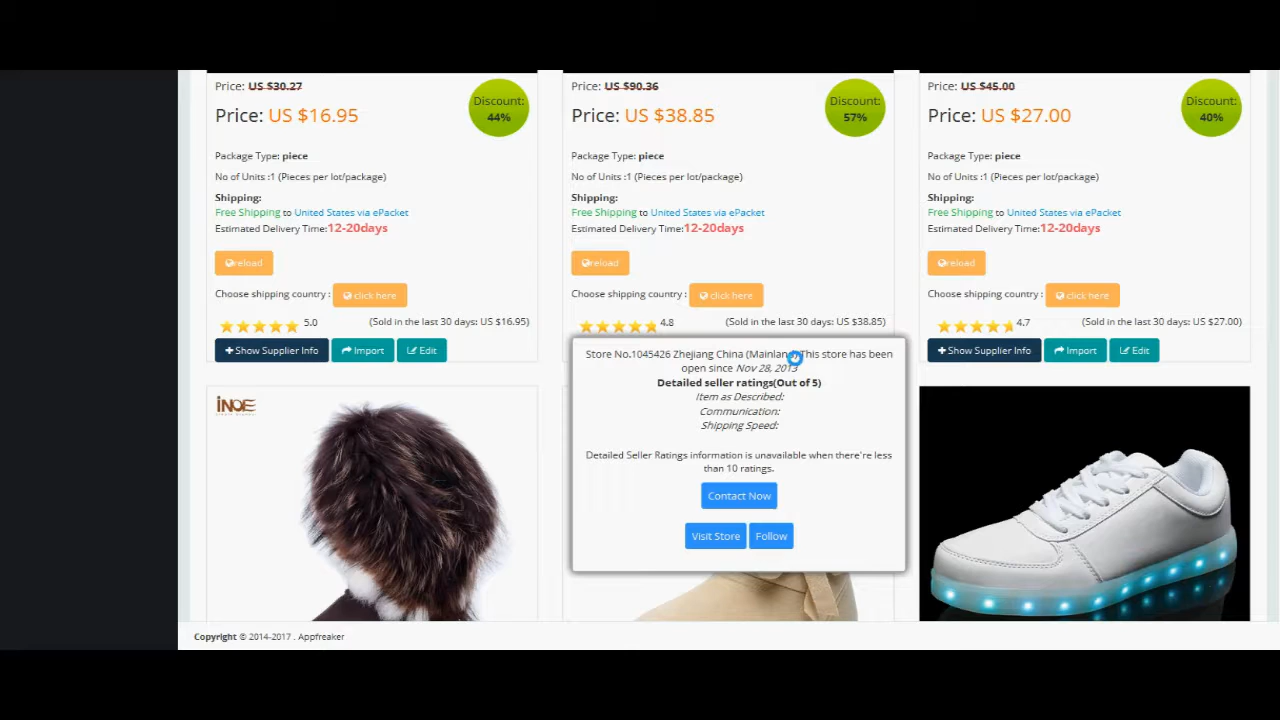 Price: US $30.27
Price: US $16.95
Discount:
44%
Package Type: piece
No of Units :1 (Pieces per lot/package)
Shipping:
Free Shipping to United States via ePacket
Estimated Delivery Time:12-20days
reload
Choose shipping country : click here
5.0 (Sold in the last 30 days: US $16.95)
Show Supplier Info Import Edit
Price: US $90.36
Price: US $38.85
Discount:
57%
Package Type: piece
No of Units :1 (Pieces per lot/package)
Shipping:
Free Shipping to United States via ePacket
Estimated Delivery Time:12-20days
reload
Choose shipping country : click here
4.8 (Sold in the last 30 days: US $38.85)
Store No.1045426 Zhejiang China (Mainland)This store has been
open since Nov 28, 2013
Detailed seller ratings(Out of 5)
Item as Described:
Communication:
Shipping Speed:
Detailed Seller Ratings information is unavailable when there're less
than 10 ratings.
Contact Now
Visit Store Follow
Price: US $45.00
Price: US $27.00
Discount:
40%
Package Type: piece
No of Units :1 (Pieces per lot/package)
Shipping:
Free Shipping to United States via ePacket
Estimated Delivery Time:12-20days
reload
Choose shipping country : click here
4.7 (Sold in the last 30 days: US $27.00)
Show Supplier Info Import Edit
Copyright © 2014-2017 . Appfreaker